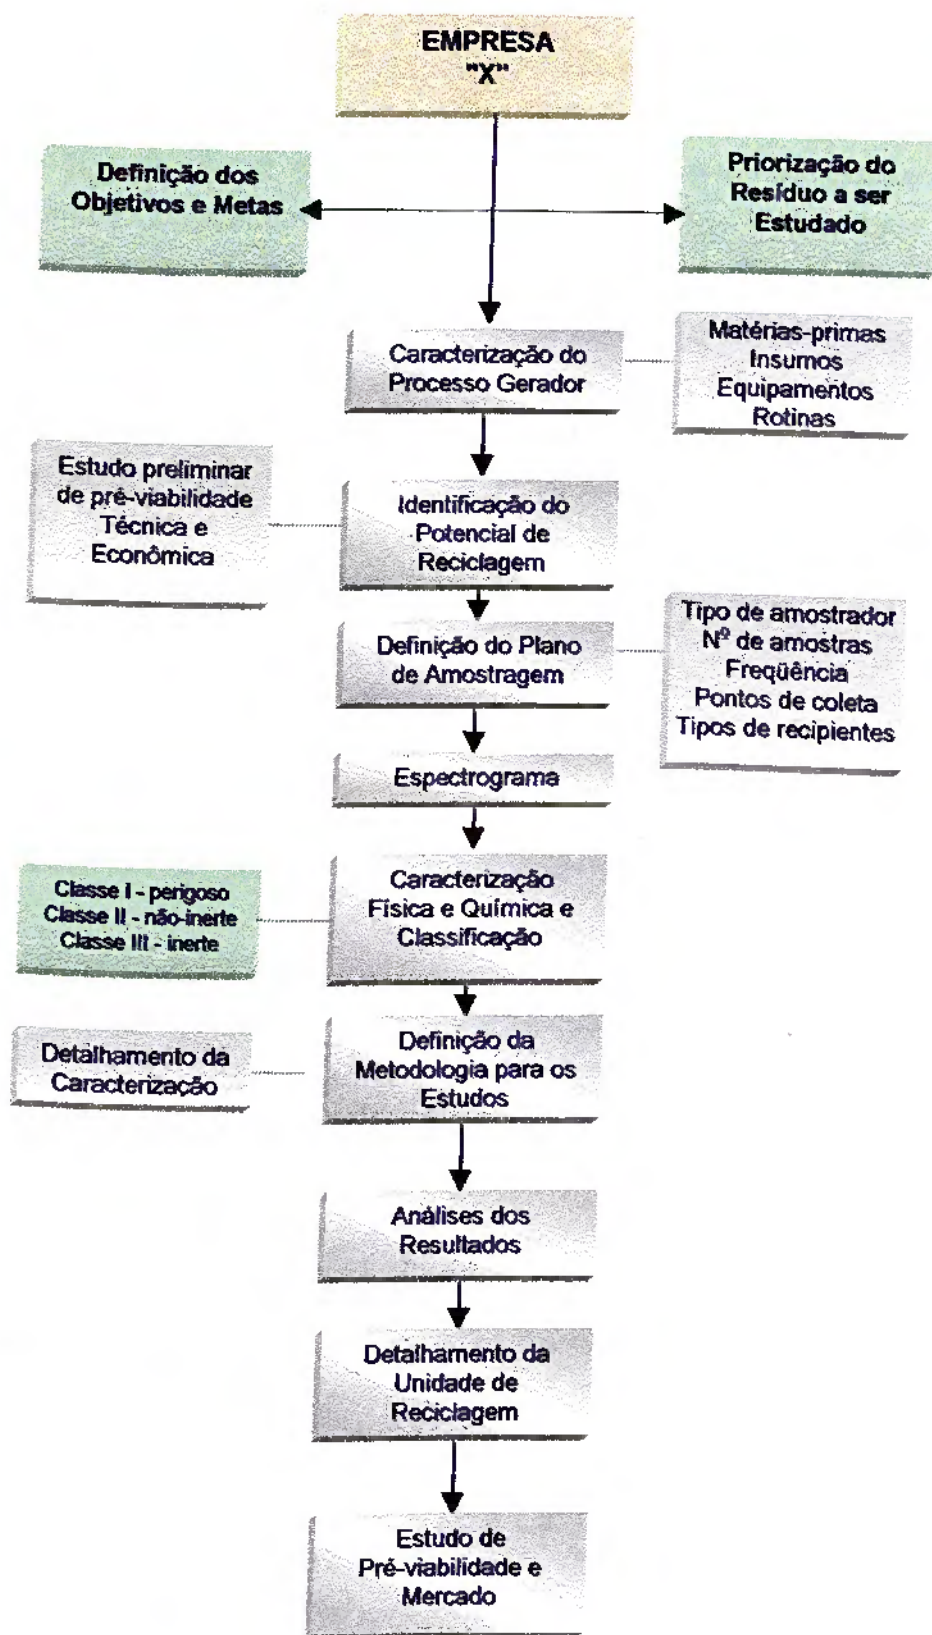 EMPRESA
"X"
Definição dos
Objetivos e Metas
Priorização do
Resíduo a ser
Estudado
Caracterização do
Processo Gerador
Matérias-primas
Insumos
Equipamentos
Rotinas
Estudo preliminar
de pré-viabilidade
Técnica e
Econômica
Identificação do
Potencial de
Reciclagem
Definição do Plano
de Amostragem
Tipo de amostrador
Nº de amostras
Freqüência
Pontos de coleta
Tipos de recipientes
Espectrograma
Classe I - perigoso
Classe II - não-inerte
Classe III - inerte
Caracterização
Física e Química e
Classificação
Detalhamento da
Caracterização
Definição da
Metodologia para os
Estudos
Análises dos
Resultados
Detalhamento da
Unidade de
Reciclagem
Estudo de
Pré-viabilidade e
Mercado